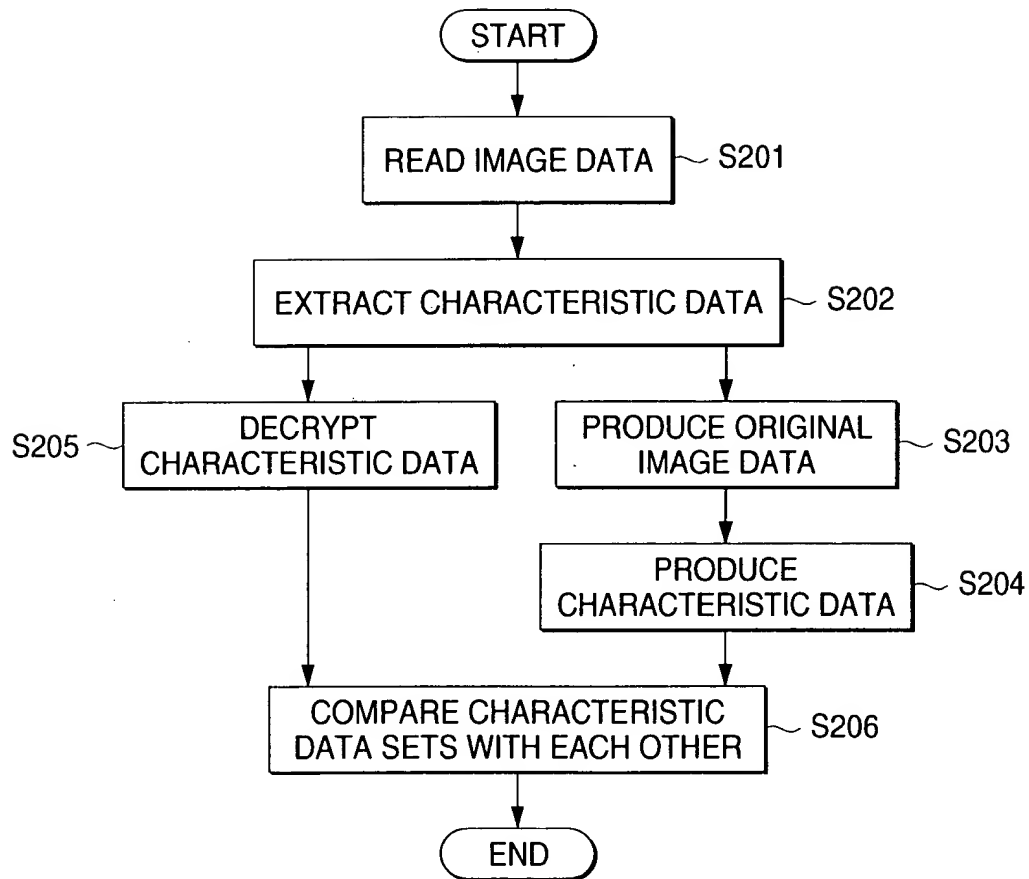 START
READ IMAGE DATA
S201
EXTRACT CHARACTERISTIC DATA
S202
S205
DECRYPT
CHARACTERISTIC DATA
PRODUCE ORIGINAL
IMAGE DATA
S203
PRODUCE
CHARACTERISTIC DATA
S204
COMPARE CHARACTERISTIC
DATA SETS WITH EACH OTHER
S206
END